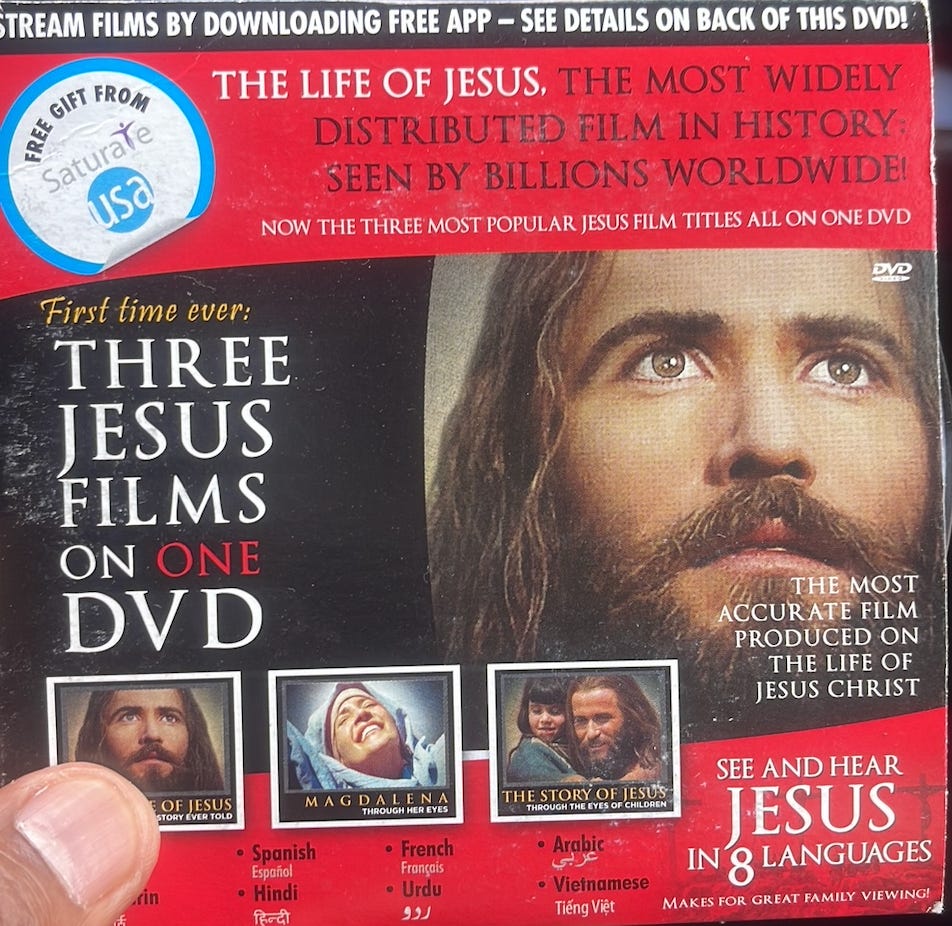 STREAM FILMS BY DOWNLOADING FREE APP – SEE DETAILS ON BACK OF THIS DVD!
FREE GIFT FROM
Saturate
usa
THE LIFE OF JESUS, THE MOST WIDELY
DISTRIBUTED FILM IN HISTORY;
SEEN BY BILLIONS WORLDWIDE!
NOW THE THREE MOST POPULAR JESUS FILM TITLES ALL ON ONE DVD
DVD
VIDEO
First time ever:
THREE
JESUS
FILMS
ON ONE
DVD
THE MOST
ACCURATE FILM
PRODUCED ON
THE LIFE OF
JESUS CHRIST
OF JESUS
STORY EVER TOLD
MAGDALENA
THROUGH HER EYES
THE STORY OF JESUS
THROUGH THE EYES OF CHILDREN
SEE AND HEAR
JESUS
IN 8 LANGUAGES
MAKES FOR GREAT FAMILY VIEWING!
• Spanish
Español
• Hindi
हिन्दी
• French
Français
• Urdu
اردو
• Arabic
عربي
• Vietnamese
Tiếng Việt